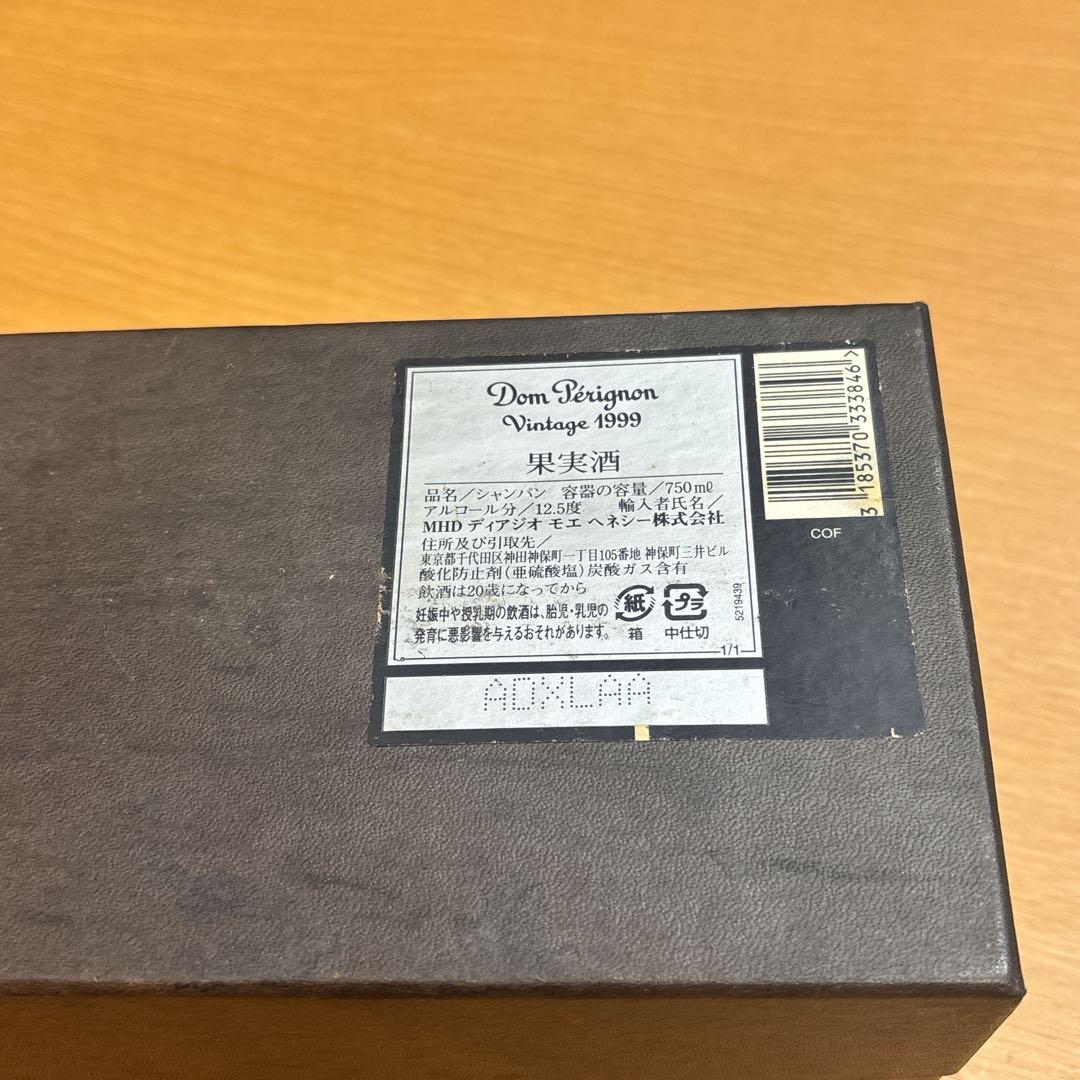 Dom Pérignon
Vintage 1999
果実酒
品名/シャンパン 容器の容量/750mℓ
アルコール分/12.5度 輸入者氏名/
MHD ディアジオ モエ ヘネシー株式会社
住所及び引取先/
東京都千代田区神田神保町一丁目105番地 神保町三井ビル
酸化防止剤(亜硫酸塩)炭酸ガス含有
飲酒は20歳になってから
妊娠中や授乳期の飲酒は、胎児・乳児の
発育に悪影響を与えるおそれがあります。
紙
箱
プラ
中仕切
5219439
1/1
AOXLAA
3 185370 333846>
COF